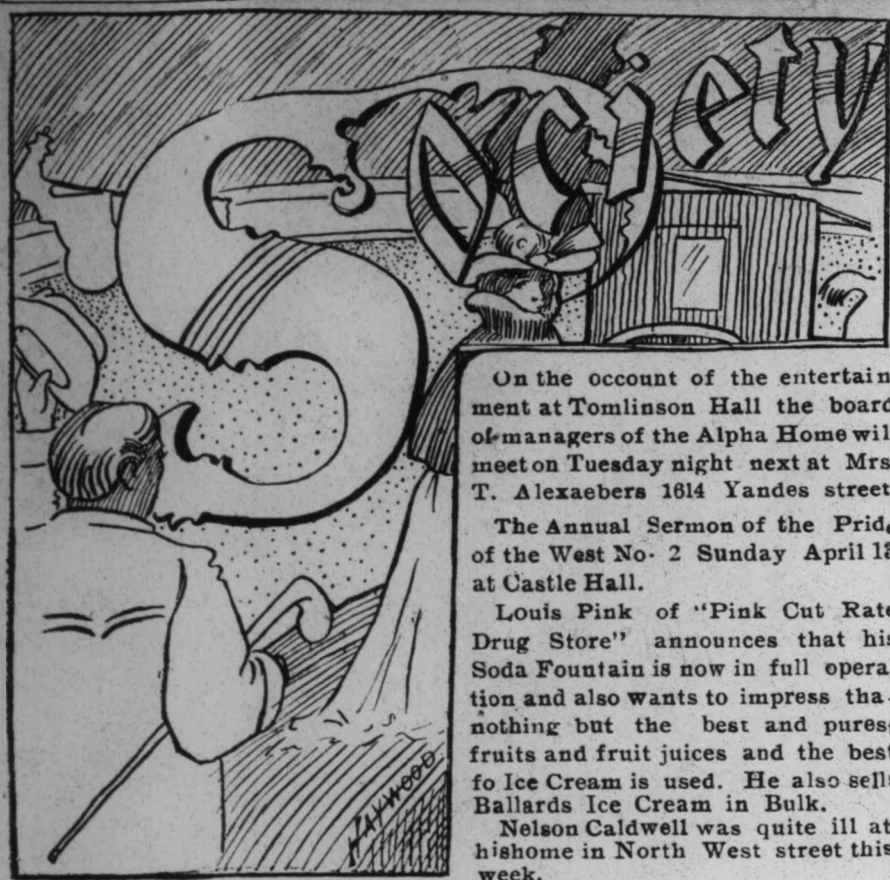 Society
HAYWOOD
On the occount of the entertain
ment at Tomlinson Hall the board
of managers of the Alpha Home wil
meet on Tuesday night next at Mrs
T. Alexaebers 1614 Yandes street
The Annual Sermon of the Pride
of the West No. 2 Sunday April 13
at Castle Hall.
Louis Pink of "Pink Cut Rate
Drug Store" announces that his
Soda Fountain is now in full opera
tion and also wants to impress tha
nothing but the best and pures
fruits and fruit juices and the best
fo Ice Cream is used. He also sells
Ballards Ice Cream in Bulk.
Nelson Caldwell was quite ill at
hishome in North West street this
week.